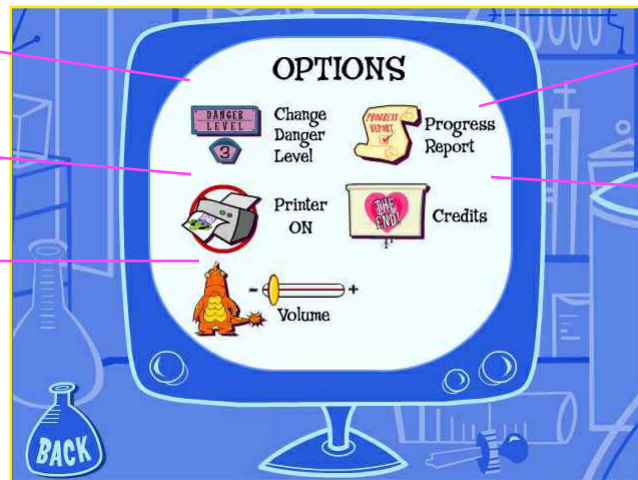 OPTIONS
DANGER
LEVEL
3
Change
Danger
Level
PROGRESS
REPORT
Progress
Report
Printer
ON
THE
END!
Credits
- +
Volume
BACK